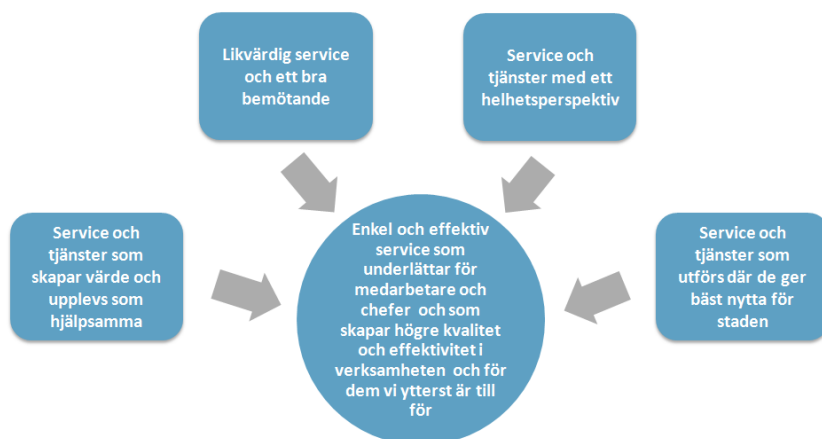 Likvärdig service
och ett bra
bemötande
Service och
tjänster med ett
helhetsperspektiv
Service och
tjänster som
skapar värde och
upplevs som
hjälpsamma
Enkel och effektiv
service som
underlättar för
medarbetare och
chefer och som
skapar högre kvalitet
och effektivitet i
verksamheten och för
dem vi ytterst är till
för
Service och
tjänster som
utförs där de ger
bäst nytta för
staden